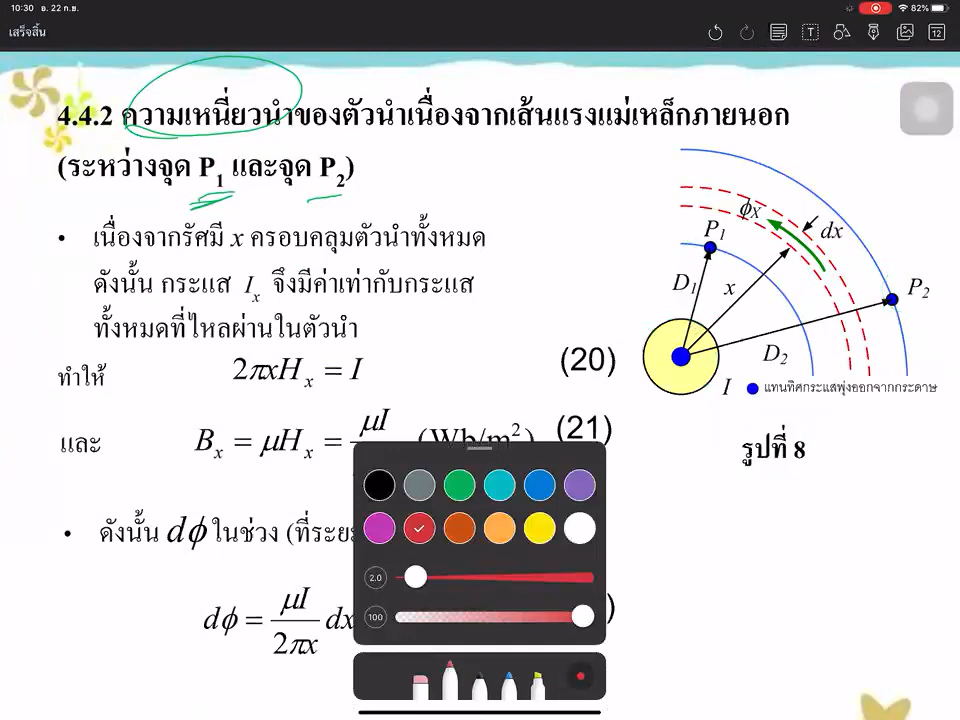 10:30 อ. 22 ก.ย.
82%
เสร็จสิ้น
12
4.4.2 ความเหนี่ยวนำของตัวนำเนื่องจากเส้นแรงแม่เหล็กภายนอก
(ระหว่างจุด P₁ และจุด P₂)
• เนื่องจากรัศมี x ครอบคลุมตัวนำทั้งหมด
ดังนั้น กระแส Iₓ จึงมีค่าเท่ากับกระแส
ทั้งหมดที่ไหลผ่านในตัวนำ
ทำให้ 2πxHₓ = I (20)
และ Bₓ = μHₓ = μI (Wb/m²) (21)
• ดังนั้น dϕ ในช่วง (ที่ระยะ
dϕ = μI/2πx dx )
ϕX
dx
P₁
D₁
x
P₂
D₂
I
แทนทิศกระแสพุ่งออกจากกระดาษ
รูปที่ 8
2.0
100